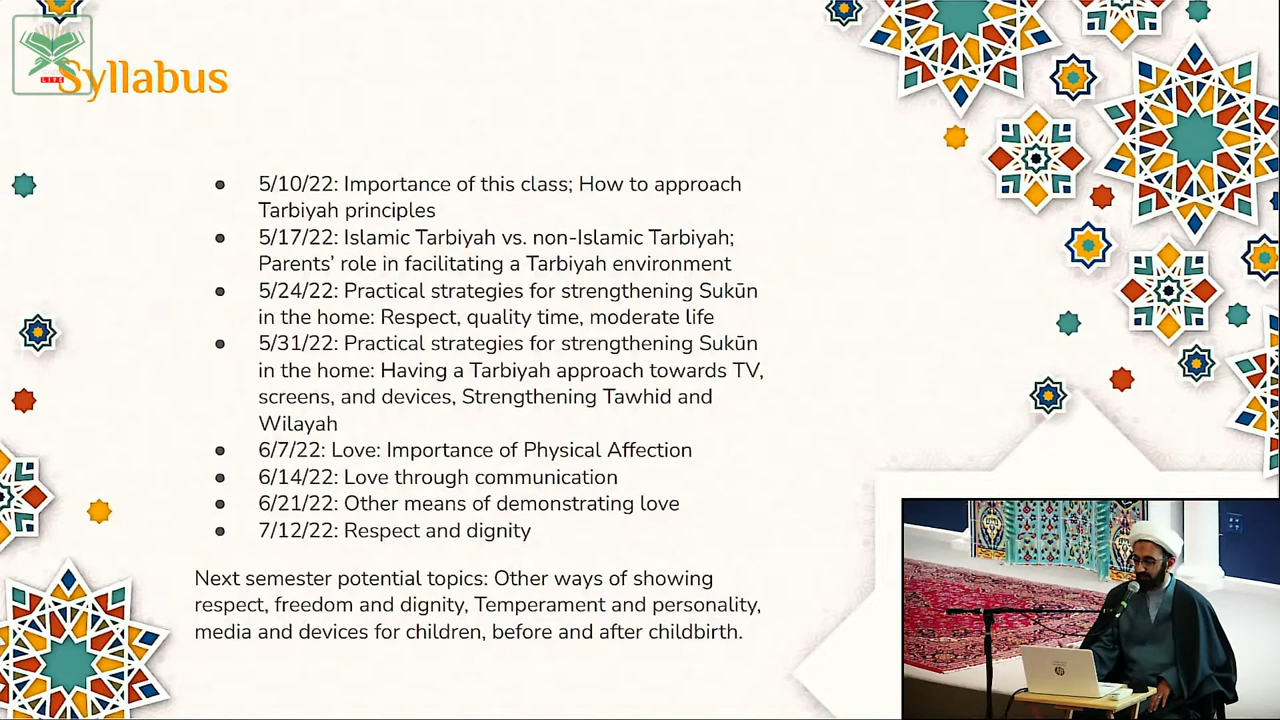 Syllabus
LIVE
● 5/10/22: Importance of this class; How to approach
Tarbiyah principles
● 5/17/22: Islamic Tarbiyah vs. non-Islamic Tarbiyah;
Parents’ role in facilitating a Tarbiyah environment
● 5/24/22: Practical strategies for strengthening Sukūn
in the home: Respect, quality time, moderate life
● 5/31/22: Practical strategies for strengthening Sukūn
in the home: Having a Tarbiyah approach towards TV,
screens, and devices, Strengthening Tawhid and
Wilayah
● 6/7/22: Love: Importance of Physical Affection
● 6/14/22: Love through communication
● 6/21/22: Other means of demonstrating love
● 7/12/22: Respect and dignity
Next semester potential topics: Other ways of showing
respect, freedom and dignity, Temperament and personality,
media and devices for children, before and after childbirth.
hp